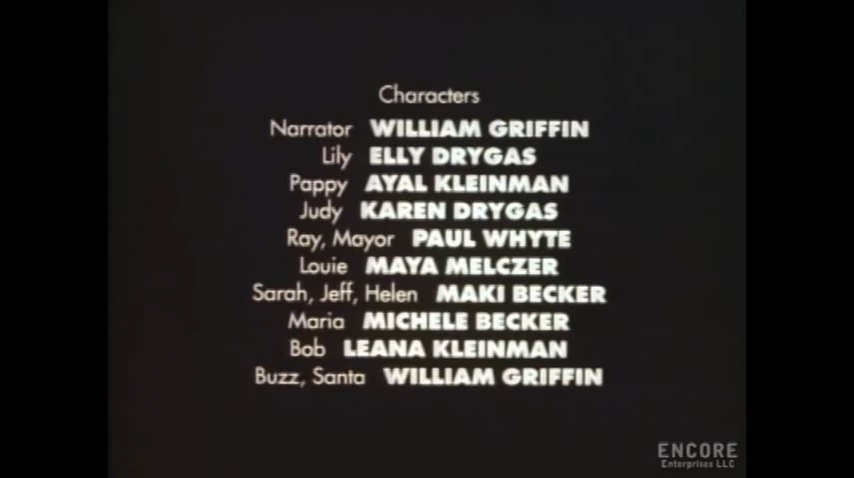 Characters
Narrator WILLIAM GRIFFIN
Lily ELLY DRYGAS
Pappy AYAL KLEINMAN
Judy KAREN DRYGAS
Ray, Mayor PAUL WHYTE
Louie MAYA MELCZER
Sarah, Jeff, Helen MAKI BECKER
Maria MICHELE BECKER
Bob LEANA KLEINMAN
Buzz, Santa WILLIAM GRIFFIN
ENCORE
Enterprises LLC